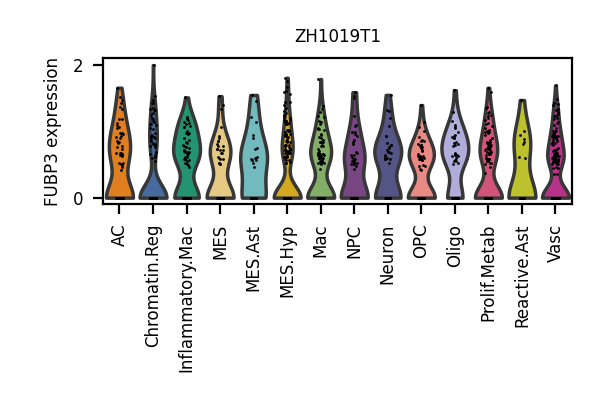 ZH1019T1
FUBP3 expression
2
0
AC
Chromatin.Reg
Inflammatory.Mac
MES
MES.Ast
MES.Hyp
Mac
NPC
Neuron
OPC
Oligo
Prolif.Metab
Reactive.Ast
Vasc